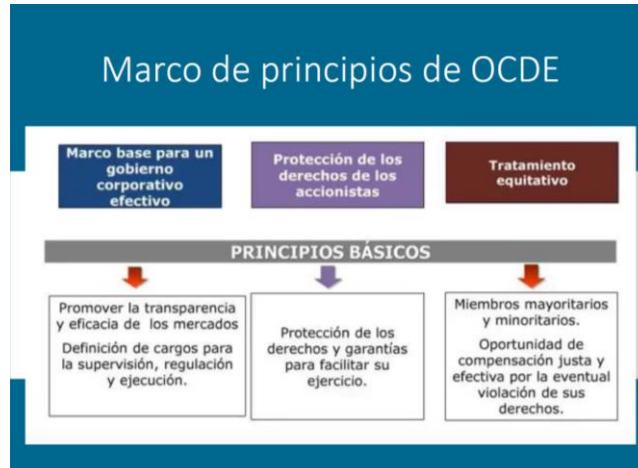 Marco de principios de OCDE
Marco base para un
gobierno
corporativo
efectivo
Protección de los
derechos de los
accionistas
Tratamiento
equitativo
PRINCIPIOS BÁSICOS
Promover la transparencia
y eficacia de los mercados
Definición de cargos para
la supervisión, regulación
y ejecución.
Protección de los
derechos y garantías
para facilitar su
ejercicio.
Miembros mayoritarios
y minoritarios.
Oportunidad de
compensación justa y
efectiva por la eventual
violación de sus
derechos.